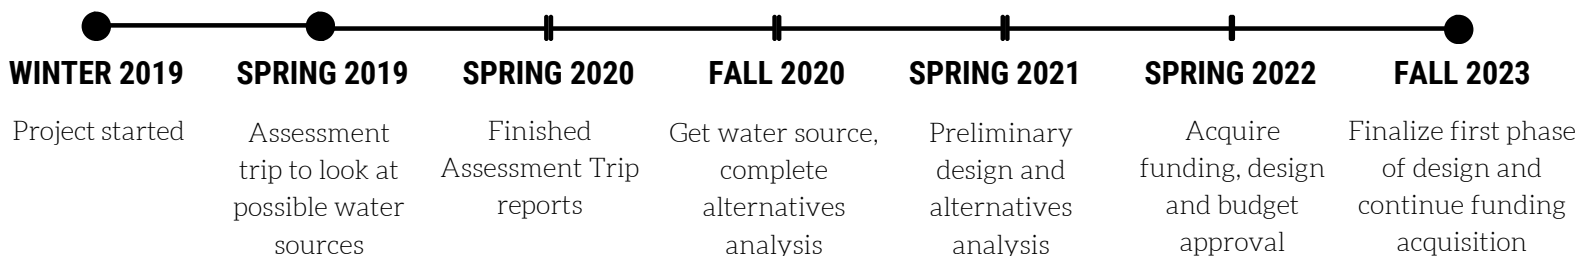 WINTER 2019
Project started
SPRING 2019
Assessment
trip to look at
possible water
sources
SPRING 2020
Finished
Assessment Trip
reports
FALL 2020
Get water source,
complete
alternatives
analysis
SPRING 2021
Preliminary
design and
alternatives
analysis
SPRING 2022
Acquire
funding, design
and budget
approval
FALL 2023
Finalize first phase
of design and
continue funding
acquisition